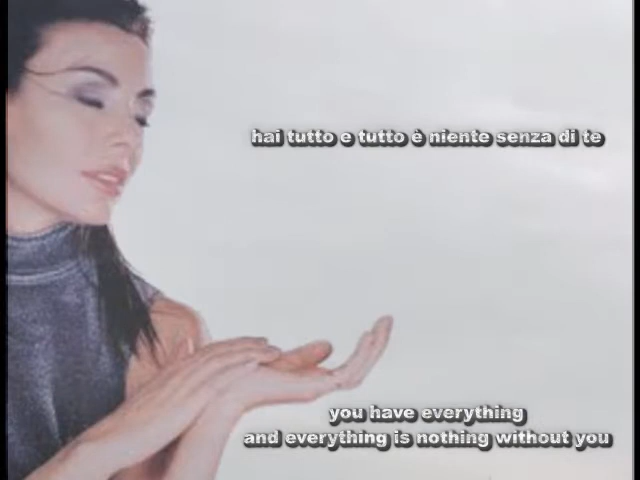 hai tutto e tutto è niente senza di te
you have everything
and everything is nothing without you